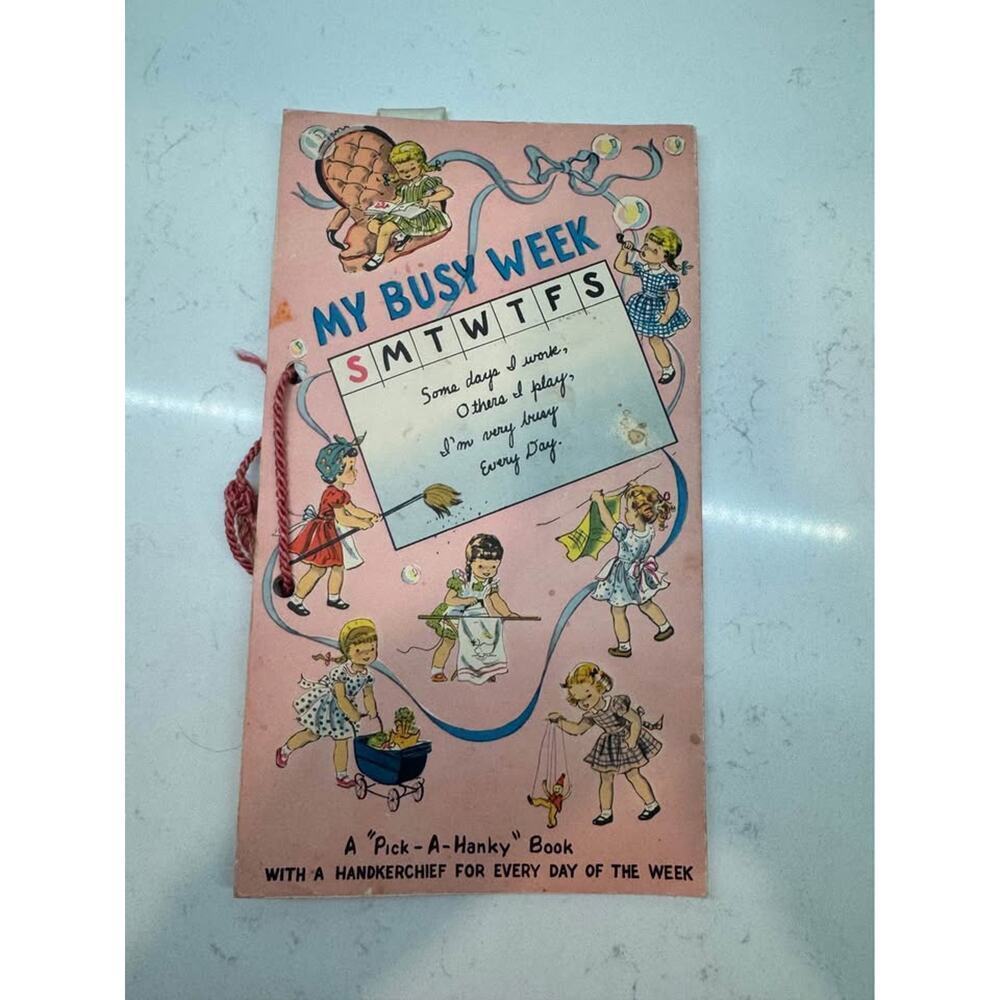 MY BUSY WEEK
S M T W T F S
Some days I work,
Others I play,
I'm very busy
Every Day.
A "Pick-A-Hanky" Book
WITH A HANDKERCHIEF FOR EVERY DAY OF THE WEEK